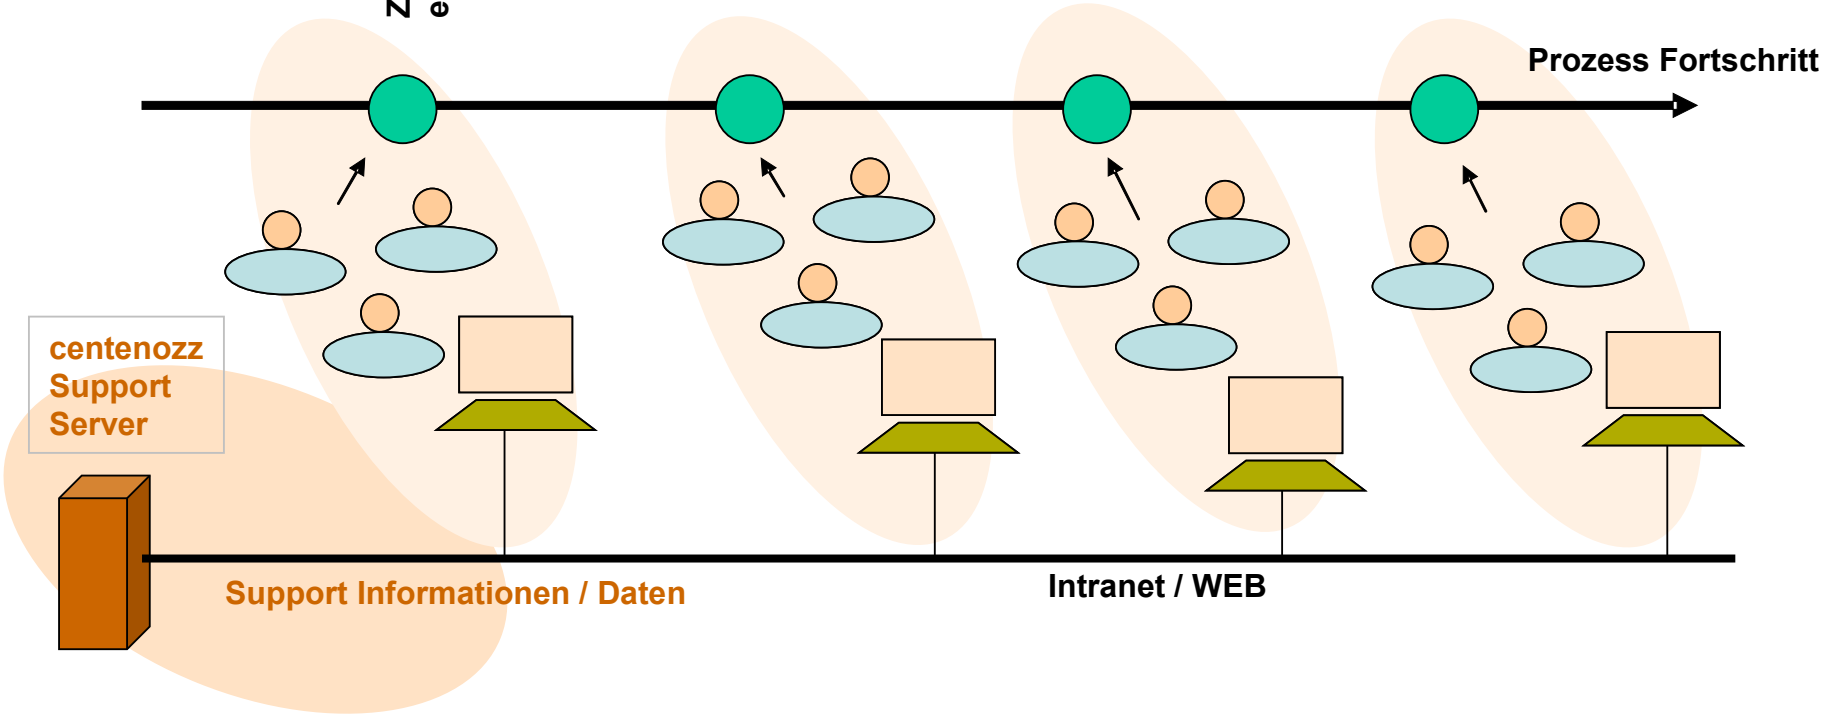 Prozess Fortschritt
centenozz
Support
Server
Support Informationen / Daten
Intranet / WEB